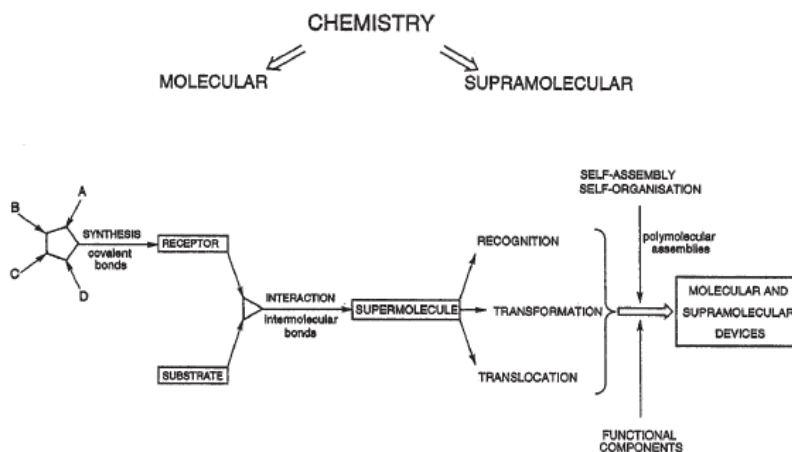 CHEMISTRY
MOLECULAR
SUPRAMOLECULAR
A
B
C
D
SYNTHESIS
covalent
bonds
RECEPTOR
SUBSTRATE
INTERACTION
intermolecular
bonds
SUPERMOLECULE
RECOGNITION
TRANSFORMATION
TRANSLOCATION
SELF-ASSEMBLY
SELF-ORGANISATION
polymolecular
assemblies
MOLECULAR AND
SUPRAMOLECULAR
DEVICES
FUNCTIONAL
COMPONENTS